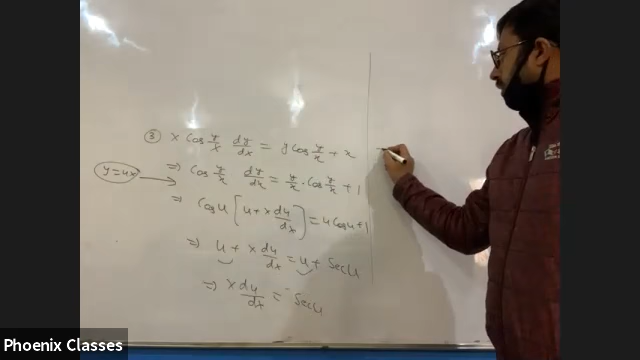 ③ x cos y/x dy/dx = y cos y/x + x
⇒ cos y/x dy/dx = y/x . cos y/x + 1
y=ux
⇒ cos u [u + x du/dx] = u cos u + 1
⇒ u + x du/dx = u + sec u
⇒ x du/dx = sec u
Phoenix Classes